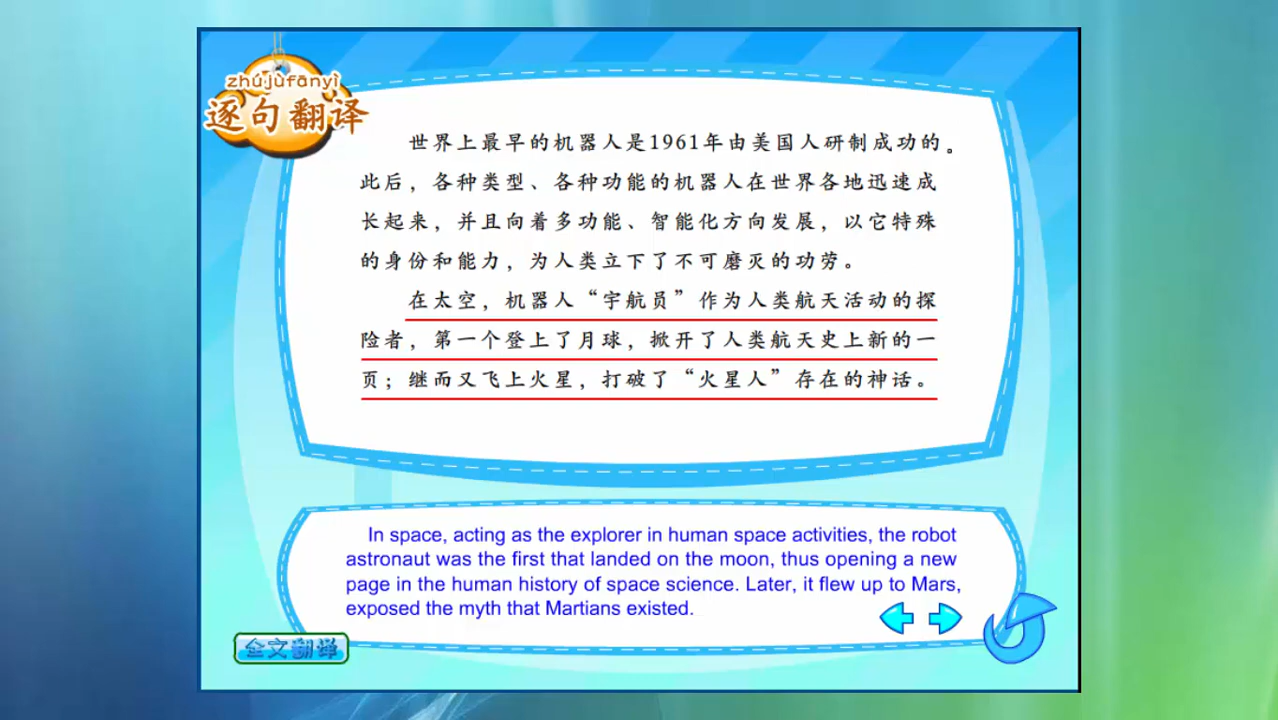 zhújùfānyì
逐句翻译
世界上最早的机器人是1961年由美国人研制成功的。
此后，各种类型、各种功能的机器人在世界各地迅速成
长起来，并且向着多功能、智能化方向发展，以它特殊
的身份和能力，为人类立下了不可磨灭的功劳。
在太空，机器人“宇航员”作为人类航天活动的探
险者，第一个登上了月球，掀开了人类航天史上新的一
页；继而又飞上火星，打破了“火星人”存在的神话。
In space, acting as the explorer in human space activities, the robot
astronaut was the first that landed on the moon, thus opening a new
page in the human history of space science. Later, it flew up to Mars,
exposed the myth that Martians existed.
全文翻译